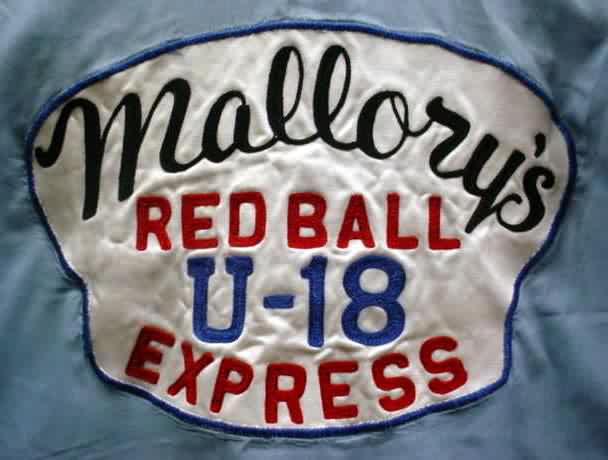 Mallory's
RED BALL
U-18
EXPRESS